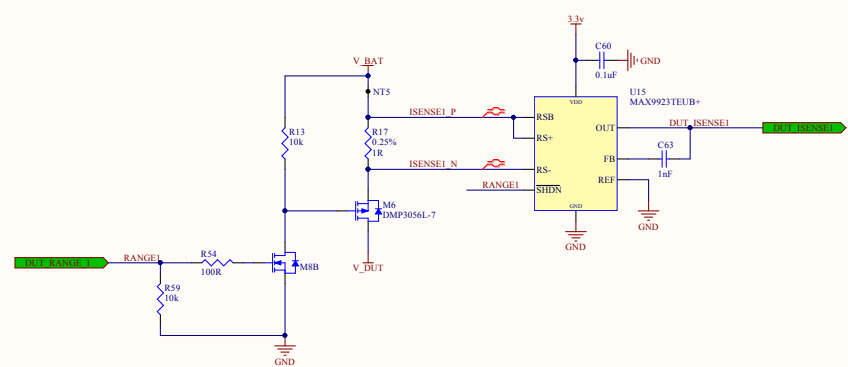 3.3v
C60
GND
0.1uF
V_BAT
NT5
U15
MAX9923TEUB+
VDD
ISENSE1_P
RSB
OUT
DUT_ISENSE1
DUT_ISENSE1
R13
10k
R17
0.25%
1R
RS+
C63
1nF
FB
ISENSE1_N
RS-
REF
RANGE1
SHDN
GND
GND
GND
M6
DMP3056L-7
V_DUT
DUT_RANGE_1
RANGE1
R54
100R
M8B
R59
10k
GND